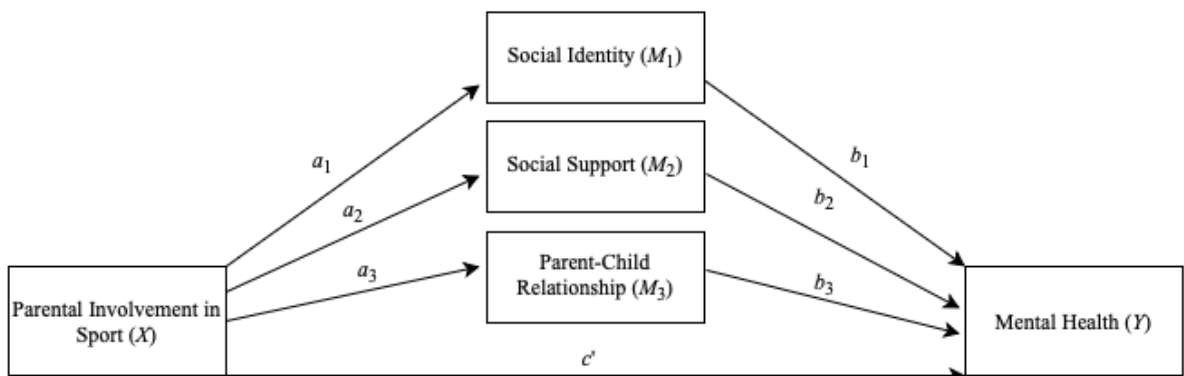 Social Identity (M1)
a1
b1
Social Support (M2)
a2
b2
Parent-Child
Relationship (M3)
a3
b3
Parental Involvement in
Sport (X)
Mental Health (Y)
c'